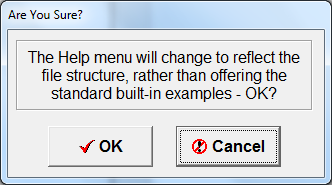 Are You Sure?
The Help menu will change to reflect the
file structure, rather than offering the
standard built-in examples - OK?
OK
Cancel